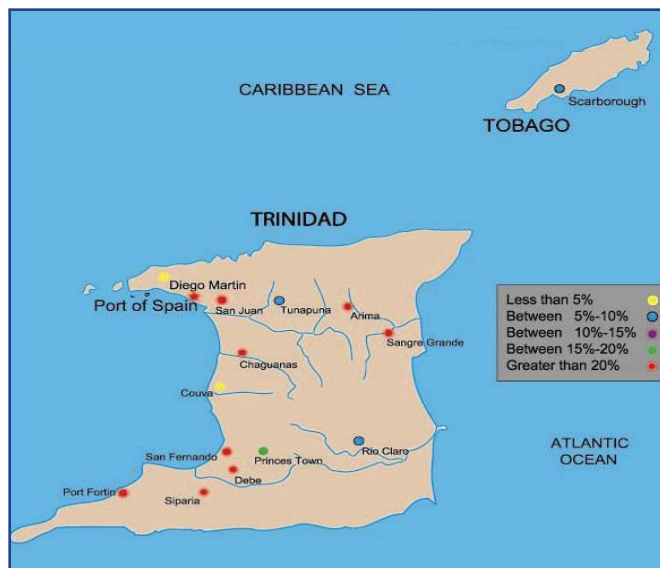 CARIBBEAN SEA
Scarborough
TOBAGO
TRINIDAD
Diego Martin
Port of Spain
San Juan
Tunapuna
Arima
Sangre Grande
Chaguanas
Couva
San Fernando
Princes Town
Rio Claro
Debe
Port Fortin
Siparia
Less than 5%
Between 5%-10%
Between 10%-15%
Between 15%-20%
Greater than 20%
ATLANTIC
OCEAN